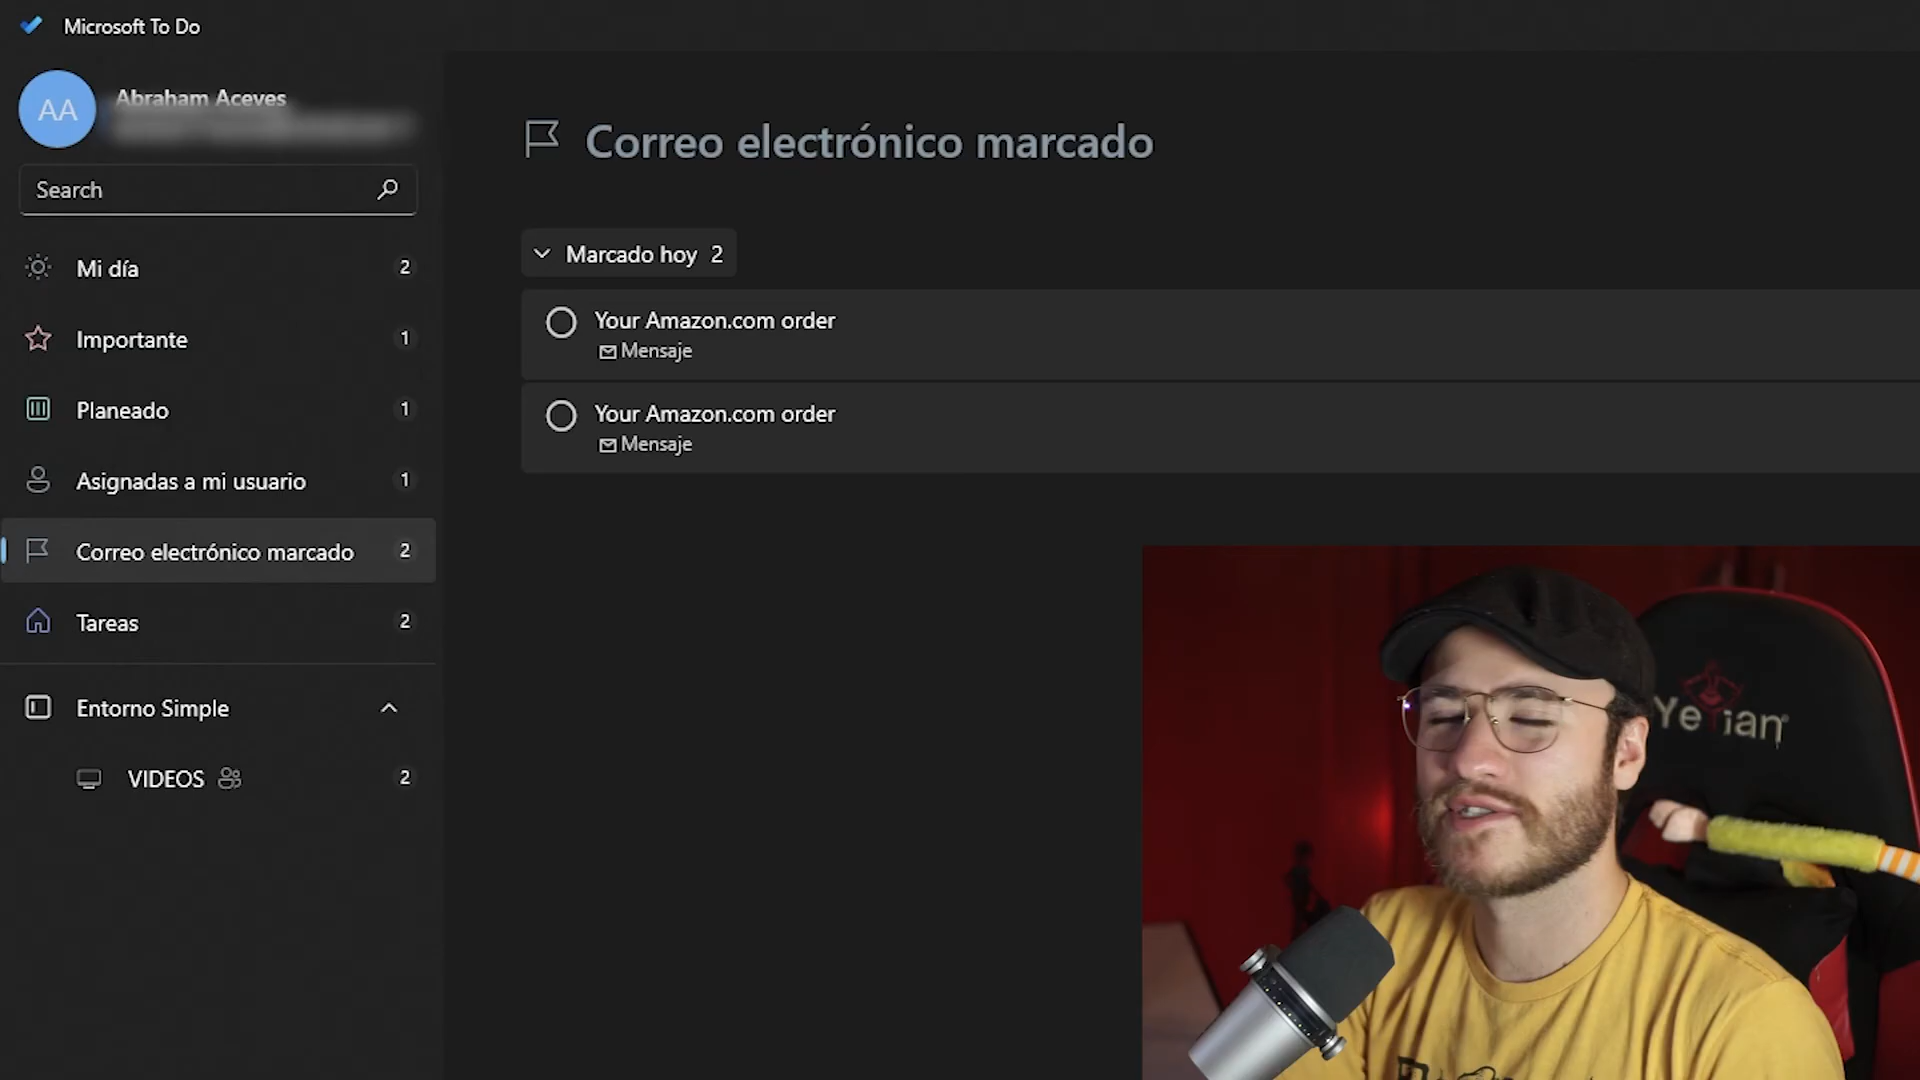 Microsoft To Do
AA
Abraham Aceves
Search
Mi día 2
Importante 1
Planeado 1
Asignadas a mi usuario 1
Correo electrónico marcado 2
Tareas 2
Entorno Simple
VIDEOS 2
Correo electrónico marcado
Marcado hoy 2
Your Amazon.com order
Mensaje
Your Amazon.com order
Mensaje
Yeyian